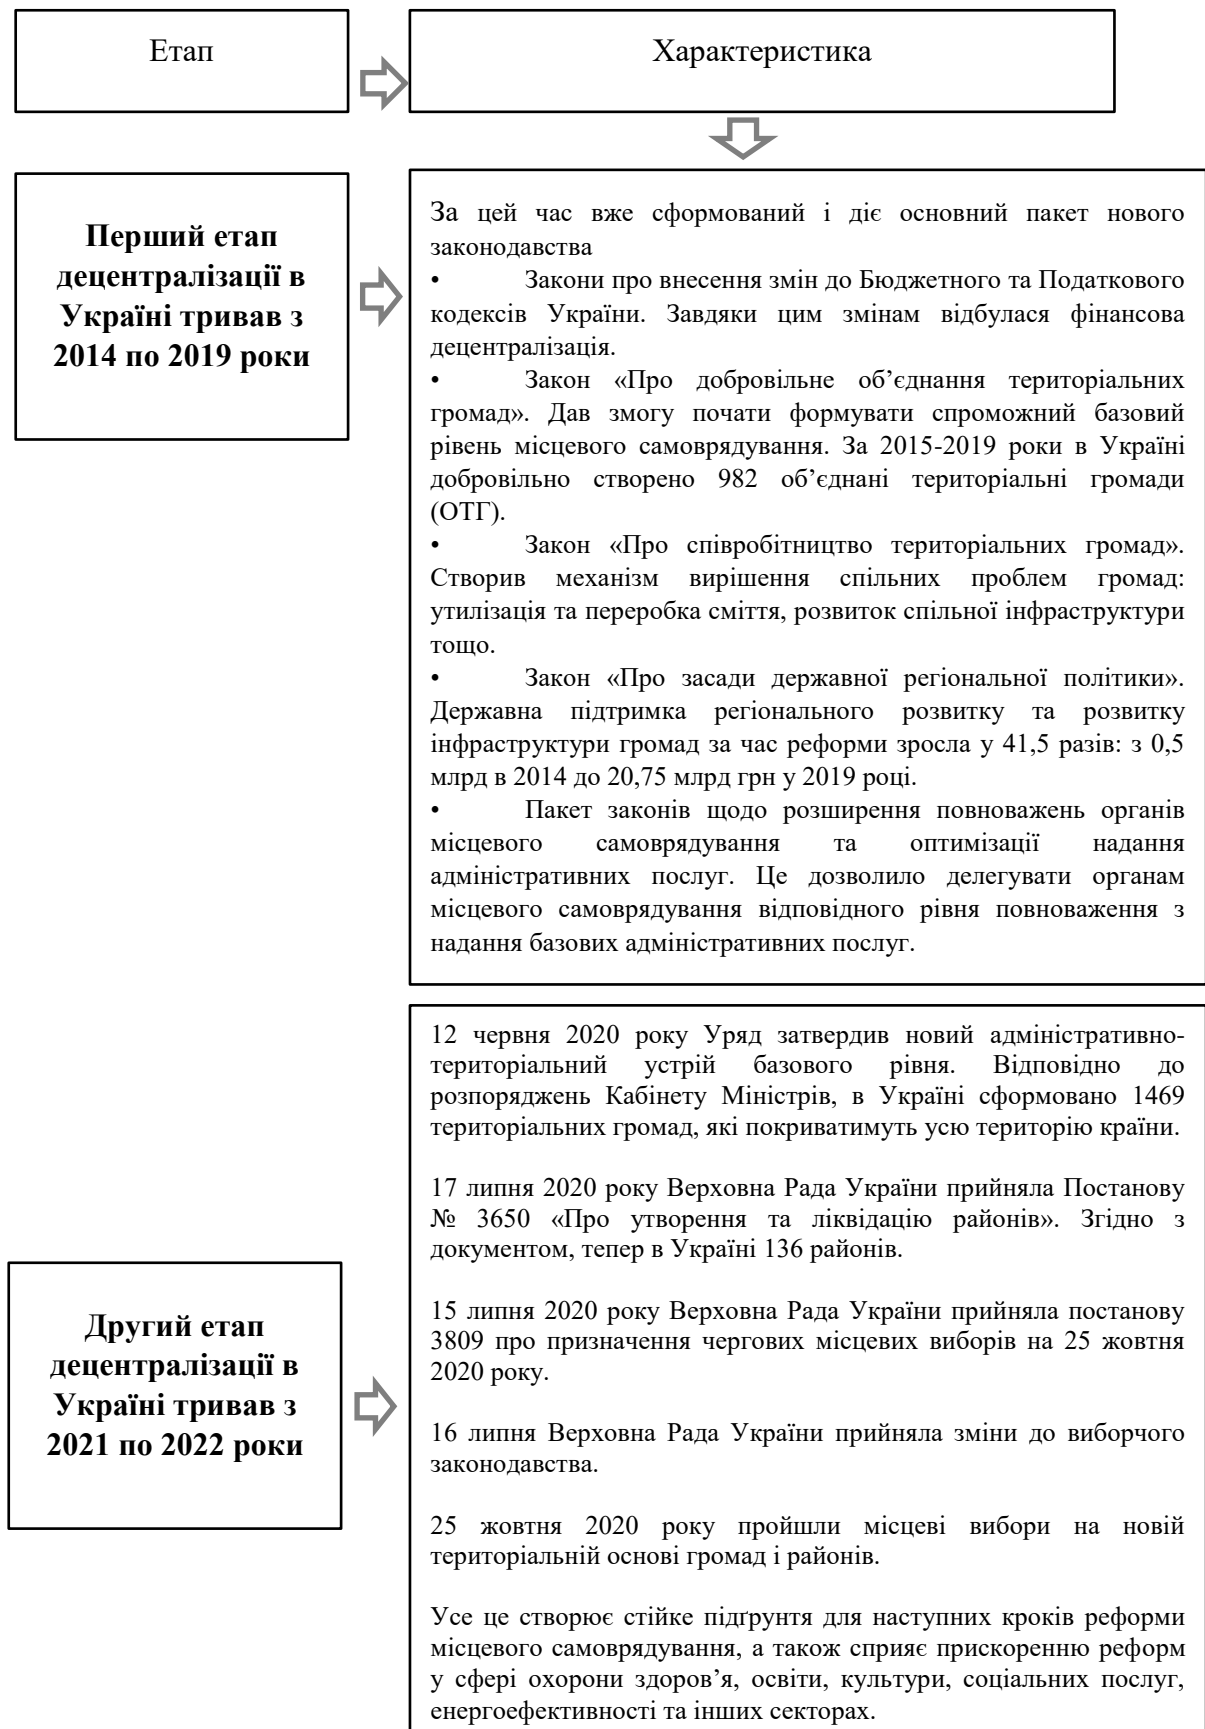 Етап
Характеристика
Перший етап
децентралізації в
Україні тривав з
2014 по 2019 роки
За цей час вже сформований і діє основний пакет нового
законодавства
• Закони про внесення змін до Бюджетного та Податкового
кодексів України. Завдяки цим змінам відбулася фінансова
децентралізація.
• Закон «Про добровільне об’єднання територіальних
громад». Дав змогу почати формувати спроможний базовий
рівень місцевого самоврядування. За 2015-2019 роки в Україні
добровільно створено 982 об’єднані територіальні громади
(ОТГ).
• Закон «Про співробітництво територіальних громад».
Створив механізм вирішення спільних проблем громад:
утилізація та переробка сміття, розвиток спільної інфраструктури
тощо.
• Закон «Про засади державної регіональної політики».
Державна підтримка регіонального розвитку та розвитку
інфраструктури громад за час реформи зросла у 41,5 разів: з 0,5
млрд в 2014 до 20,75 млрд грн у 2019 році.
• Пакет законів щодо розширення повноважень органів
місцевого самоврядування та оптимізації надання
адміністративних послуг. Це дозволило делегувати органам
місцевого самоврядування відповідного рівня повноваження з
надання базових адміністративних послуг.
Другий етап
децентралізації в
Україні тривав з
2021 по 2022 роки
12 червня 2020 року Уряд затвердив новий адміністративно-
територіальний устрій базового рівня. Відповідно до
розпоряджень Кабінету Міністрів, в Україні сформовано 1469
територіальних громад, які покриватимуть усю територію країни.
17 липня 2020 року Верховна Рада України прийняла Постанову
№ 3650 «Про утворення та ліквідацію районів». Згідно з
документом, тепер в Україні 136 районів.
15 липня 2020 року Верховна Рада України прийняла постанову
3809 про призначення чергових місцевих виборів на 25 жовтня
2020 року.
16 липня Верховна Рада України прийняла зміни до виборчого
законодавства.
25 жовтня 2020 року пройшли місцеві вибори на новій
територіальній основі громад і районів.
Усе це створює стійке підґрунтя для наступних кроків реформи
місцевого самоврядування, а також сприяє прискоренню реформ
у сфері охорони здоров’я, освіти, культури, соціальних послуг,
енергоефективності та інших секторах.